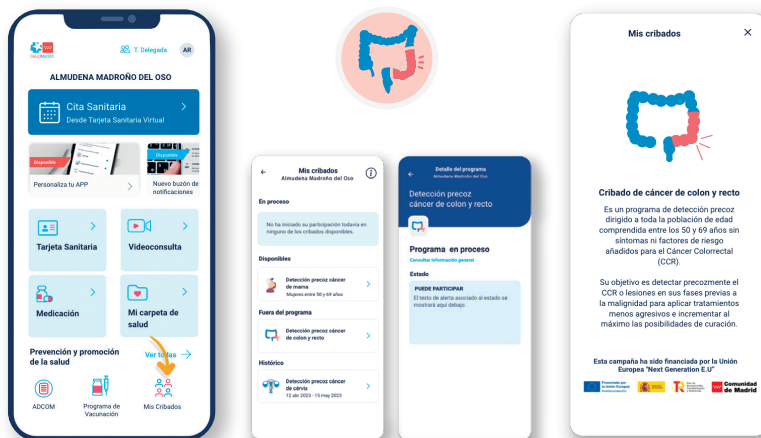 SaludMadrid
T. Delegada
AR
ALMUDENA MADROÑO DEL OSO
Cita Sanitaria
Desde Tarjeta Sanitaria Virtual
Disponible
Personaliza tu APP
Disponible
Nuevo buzón de
notificaciones
Tarjeta Sanitaria
Videoconsulta
Medicación
Mi carpeta de
salud
Prevención y promoción
de la salud
Ver todas
ADCOM
Programa de
Vacunación
Mis Cribados
Mis cribados
Almudena Madroño del Oso
En proceso
No ha iniciado su participación todavía en
ninguno de los cribados disponibles.
Disponibles
Detección precoz cáncer
de mama
Mujeres entre 50 y 69 años
Fuera del programa
Detección precoz cáncer
de colon y recto
Histórico
Detección precoz cáncer
de cérvix
12 abr 2023 - 15 may 2023
Detalle del programa
Almudena Madroño del Oso
Detección precoz
cáncer de colon y recto
Programa en proceso
Consultar información general
Estado
PUEDE PARTICIPAR
El texto de alerta asociado al estado se
mostrará aquí debajo.
Mis cribados
Cribado de cáncer de colon y recto
Es un programa de detección precoz
dirigido a toda la población de edad
comprendida entre los 50 y 69 años sin
síntomas ni factores de riesgo
añadidos para el Cáncer Colorrectal
(CCR).
Su objetivo es detectar precozmente el
CCR o lesiones en sus fases previas a
la malignidad para aplicar tratamientos
menos agresivos e incrementar al
máximo las posibilidades de curación.
Esta campaña ha sido financiada por la Unión
Europea "Next Generation E.U"
Financiado por
la Unión Europea
Comunidad
de Madrid